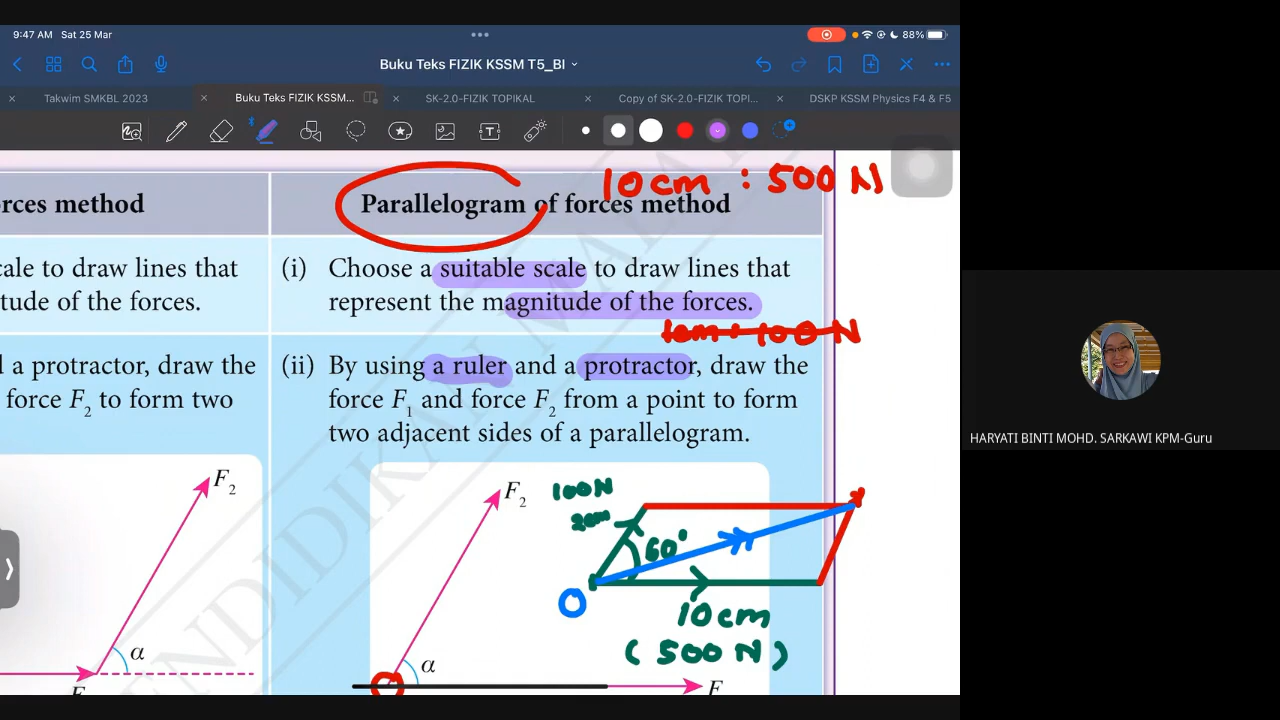 9:47 AM Sat 25 Mar
88%
Buku Teks FIZIK KSSM T5_BI
Takwim SMKBL 2023
Buku Teks FIZIK KSSM...
SK-2.0-FIZIK TOPIKAL
Copy of SK-2.0-FIZIK TOPI...
DSKP KSSM Physics F4 & F5
10 cm : 500 N
orces method
Parallelogram of forces method
cale to draw lines that
tude of the forces.
(i) Choose a suitable scale to draw lines that
represent the magnitude of the forces.
1cm : 100 N
a protractor, draw the
force F2 to form two
(ii) By using a ruler and a protractor, draw the
force F1 and force F2 from a point to form
two adjacent sides of a parallelogram.
F2
α
F2
α
F
100N
2cm
60°
O
10 cm
( 500 N )
HARYATI BINTI MOHD. SARKAWI KPM-Guru